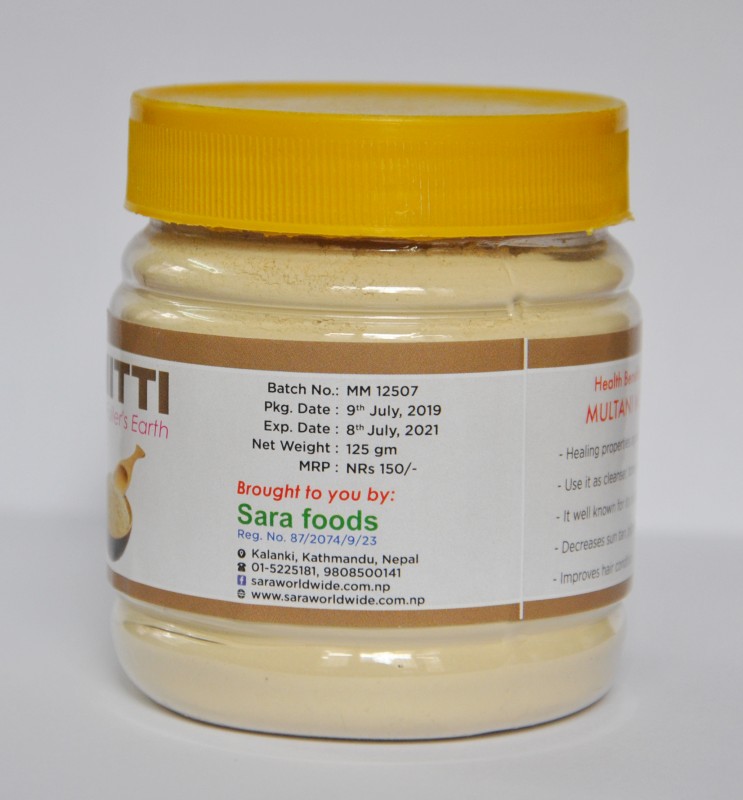 ITTI
Earth
Batch No.: MM 12507
Pkg. Date : 9th July, 2019
Exp. Date : 8th July, 2021
Net Weight : 125 gm
MRP : NRs 150/-
Brought to you by:
Sara foods
Reg. No. 87/2074/9/23
Kalanki, Kathmandu, Nepal
01-5225181, 9808500141
saraworldwide.com.np
www.saraworldwide.com.np
Health
MULTAN
- Healing
- Use it as cleanser
- It well known for
- Decreases sun tan
- Improves hair